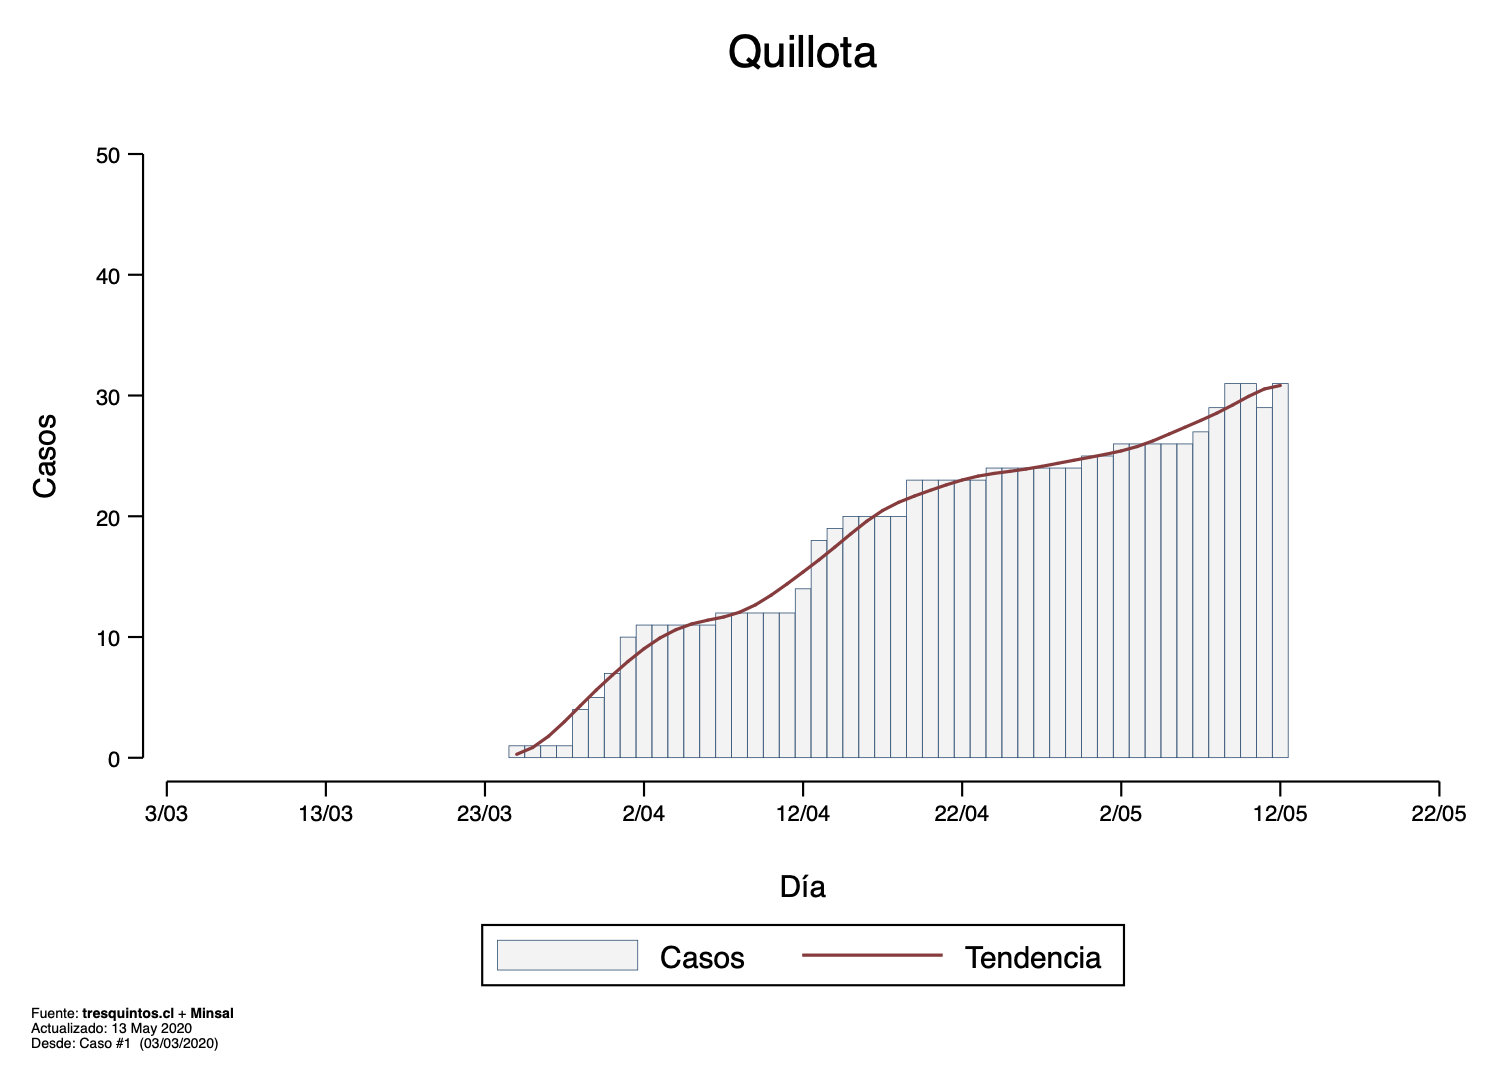 Quillota
Casos
50
40
30
20
10
0
3/03 13/03 23/03 2/04 12/04 22/04 2/05 12/05 22/05
Día
Casos Tendencia
Fuente: tresquintos.cl + Minsal
Actualizado: 13 May 2020
Desde: Caso #1 (03/03/2020)